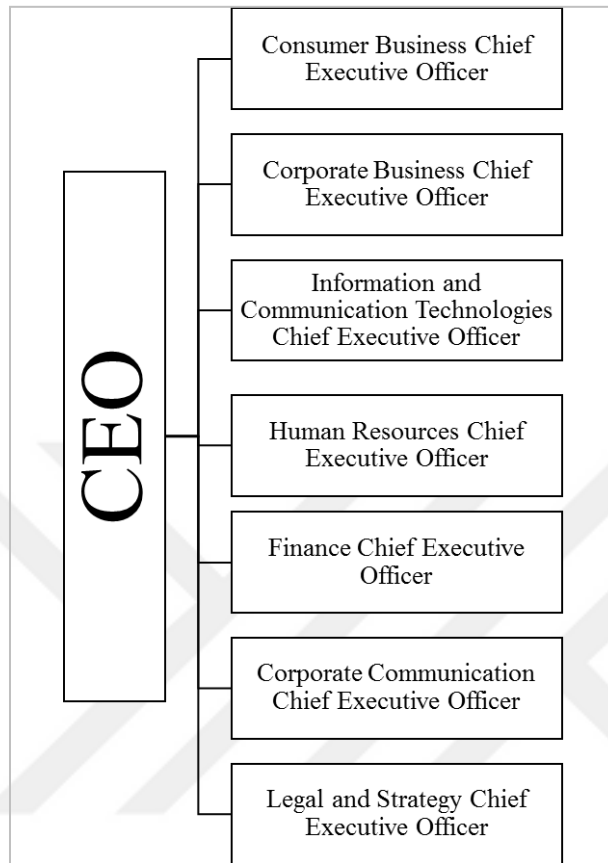 CEO
Consumer Business Chief
Executive Officer
Corporate Business Chief
Executive Officer
Information and
Communication Technologies
Chief Executive Officer
Human Resources Chief
Executive Officer
Finance Chief Executive
Officer
Corporate Communication
Chief Executive Officer
Legal and Strategy Chief
Executive Officer